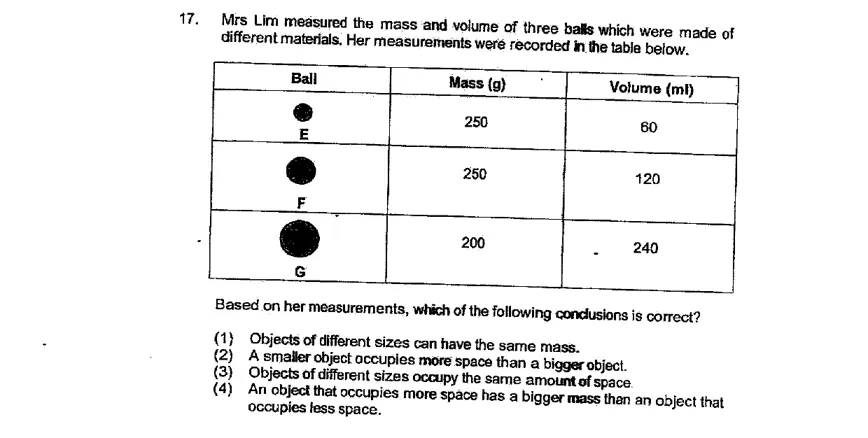 17. Mrs Lim measured the mass and volume of three balls which were made of
different materials. Her measurements were recorded in the table below.
Ball Mass (g) Volume (ml)
E 250 60
F 250 120
G 200 240
Based on her measurements, which of the following conclusions is correct?
(1) Objects of different sizes can have the same mass.
(2) A smaller object occupies more space than a bigger object.
(3) Objects of different sizes occupy the same amount of space.
(4) An object that occupies more space has a bigger mass than an object that
occupies less space.